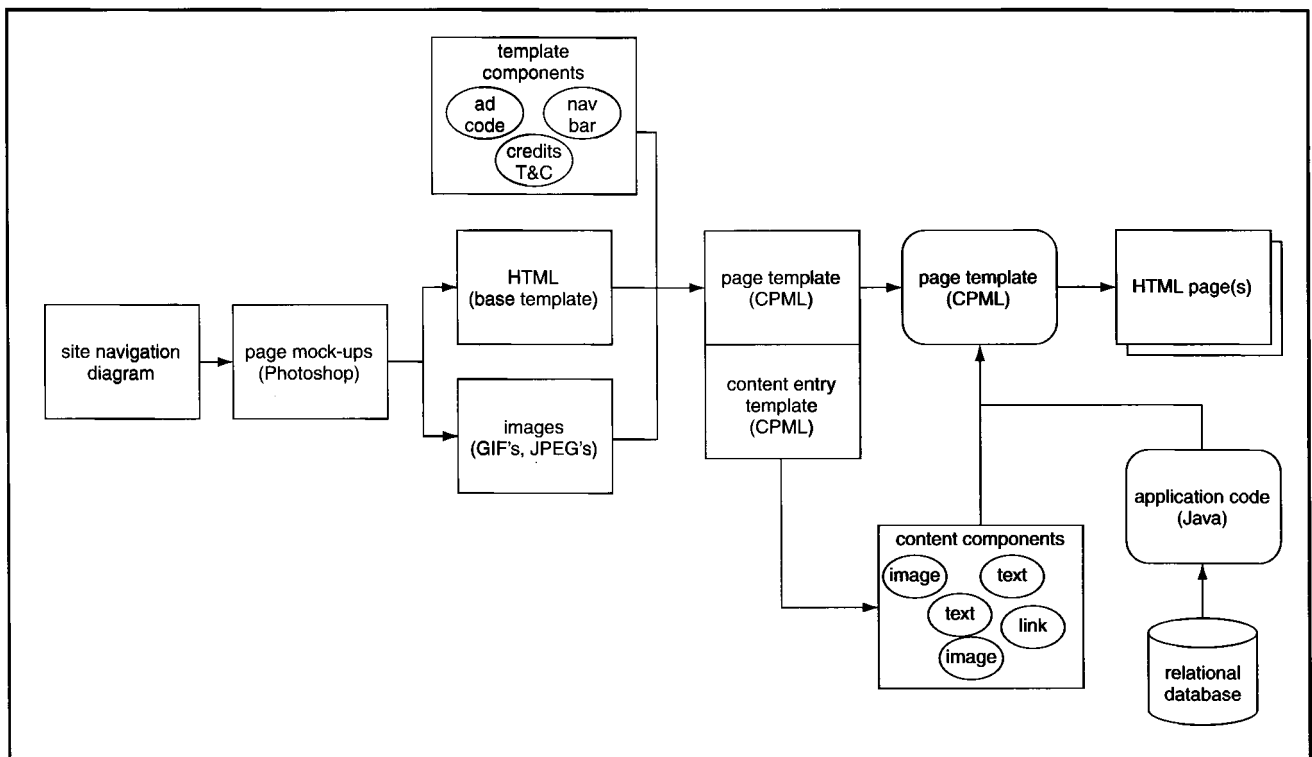 template
components
ad
code
nav
bar
credits
T&C
site navigation
diagram
page mock-ups
(Photoshop)
HTML
(base template)
images
(GIF's, JPEG's)
page template
(CPML)
content entry
template
(CPML)
page template
(CPML)
HTML page(s)
content components
image
text
text
link
image
application code
(Java)
relational
database